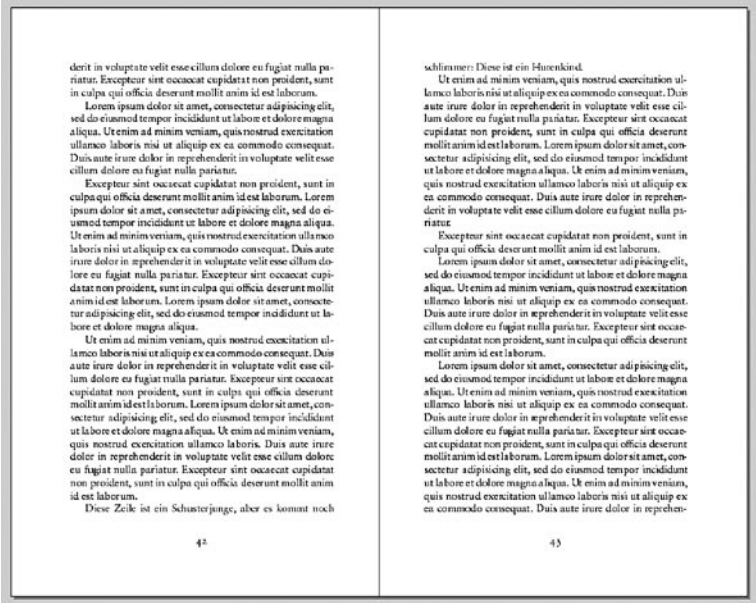 derit in voluptate velit esse cillum dolore eu fugiat nulla pa-
riatur. Excepteur sint occaecat cupidatat non proident, sunt
in culpa qui officia deserunt mollit anim id est laborum.
Lorem ipsum dolor sit amet, consectetur adipisicing elit,
sed do eiusmod tempor incididunt ut labore et dolore magna
aliqua. Ut enim ad minim veniam, quis nostrud exercitation
ullamco laboris nisi ut aliquip ex ea commodo consequat.
Duis aute irure dolor in reprehenderit in voluptate velit esse
cillum dolore eu fugiat nulla pariatur.
Excepteur sint occaecat cupidatat non proident, sunt in
culpa qui officia deserunt mollit anim id est laborum. Lorem
ipsum dolor sit amet, consectetur adipisicing elit, sed do ei-
usmod tempor incididunt ut labore et dolore magna aliqua.
Ut enim ad minim veniam, quis nostrud exercitation ullamco
laboris nisi ut aliquip ex ea commodo consequat. Duis aute
irure dolor in reprehenderit in voluptate velit esse cillum do-
lore eu fugiat nulla pariatur. Excepteur sint occaecat cupi-
datat non proident, sunt in culpa qui officia deserunt mollit
anim id est laborum. Lorem ipsum dolor sit amet, consecte-
tur adipisicing elit, sed do eiusmod tempor incididunt ut la-
bore et dolore magna aliqua.
Ut enim ad minim veniam, quis nostrud exercitation ul-
lamco laboris nisi ut aliquip ex ea commodo consequat. Duis
aute irure dolor in reprehenderit in voluptate velit esse cil-
lum dolore eu fugiat nulla pariatur. Excepteur sint occaecat
cupidatat non proident, sunt in culpa qui officia deserunt
mollit anim id est laborum. Lorem ipsum dolor sit amet, con-
sectetur adipisicing elit, sed do eiusmod tempor incididunt
ut labore et dolore magna aliqua. Ut enim ad minim veniam,
quis nostrud exercitation ullamco laboris. Duis aute irure
dolor in reprehenderit in voluptate velit esse cillum dolore
eu fugiat nulla pariatur. Excepteur sint occaecat cupidatat
non proident, sunt in culpa qui officia deserunt mollit anim
id est laborum.
Diese Zeile ist ein Schusterjunge, aber es kommt noch
42
schlimmer: Diese ist ein Hurenkind.
Ut enim ad minim veniam, quis nostrud exercitation ul-
lamco laboris nisi ut aliquip ex ea commodo consequat. Duis
aute irure dolor in reprehenderit in voluptate velit esse cil-
lum dolore eu fugiat nulla pariatur. Excepteur sint occaecat
cupidatat non proident, sunt in culpa qui officia deserunt
mollit anim id est laborum. Lorem ipsum dolor sit amet, con-
sectetur adipisicing elit, sed do eiusmod tempor incididunt
ut labore et dolore magna aliqua. Ut enim ad minim veniam,
quis nostrud exercitation ullamco laboris nisi ut aliquip ex
ea commodo consequat. Duis aute irure dolor in reprehen-
derit in voluptate velit esse cillum dolore eu fugiat nulla pa-
riatur.
Excepteur sint occaecat cupidatat non proident, sunt in
culpa qui officia deserunt mollit anim id est laborum.
Lorem ipsum dolor sit amet, consectetur adipisicing elit,
sed do eiusmod tempor incididunt ut labore et dolore magna
aliqua. Ut enim ad minim veniam, quis nostrud exercitation
ullamco laboris nisi ut aliquip ex ea commodo consequat.
Duis aute irure dolor in reprehenderit in voluptate velit esse
cillum dolore eu fugiat nulla pariatur. Excepteur sint occae-
cat cupidatat non proident, sunt in culpa qui officia deserunt
mollit anim id est laborum.
Lorem ipsum dolor sit amet, consectetur adipisicing elit,
sed do eiusmod tempor incididunt ut labore et dolore magna
aliqua. Ut enim ad minim veniam, quis nostrud exercitation
ullamco laboris nisi ut aliquip ex ea commodo consequat.
Duis aute irure dolor in reprehenderit in voluptate velit esse
cillum dolore eu fugiat nulla pariatur. Excepteur sint occae-
cat cupidatat non proident, sunt in culpa qui officia deserunt
mollit anim id est laborum. Lorem ipsum dolor sit amet, con-
sectetur adipisicing elit, sed do eiusmod tempor incididunt
ut labore et dolore magna aliqua. Ut enim ad minim veniam,
quis nostrud exercitation ullamco laboris nisi ut aliquip ex
ea commodo consequat. Duis aute irure dolor in reprehen-
43